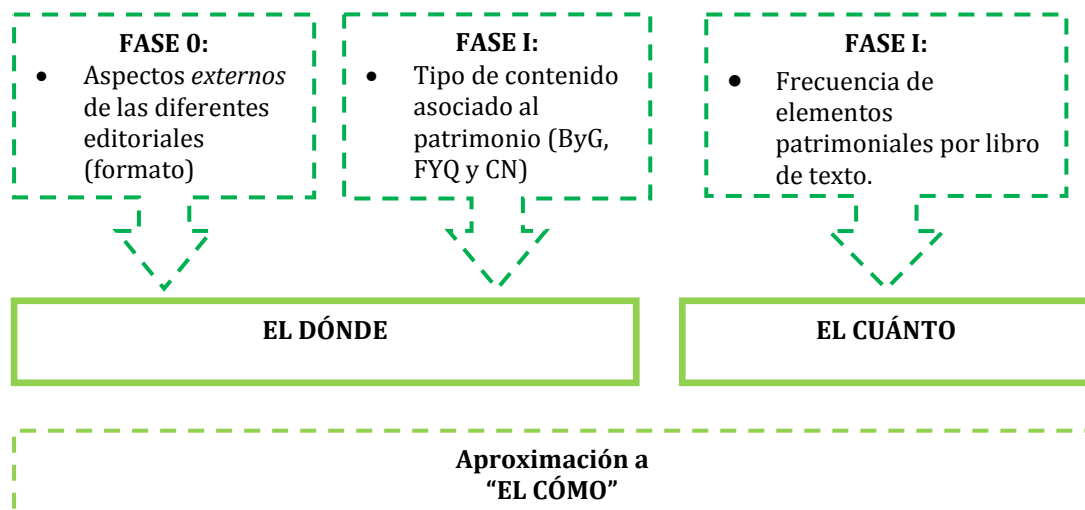 FASE 0:
• Aspectos externos
de las diferentes
editoriales
(formato)
FASE I:
• Tipo de contenido
asociado al
patrimonio (ByG,
FYQ y CN)
FASE I:
• Frecuencia de
elementos
patrimoniales por libro
de texto.
EL DÓNDE
EL CUÁNTO
Aproximación a
“EL CÓMO”